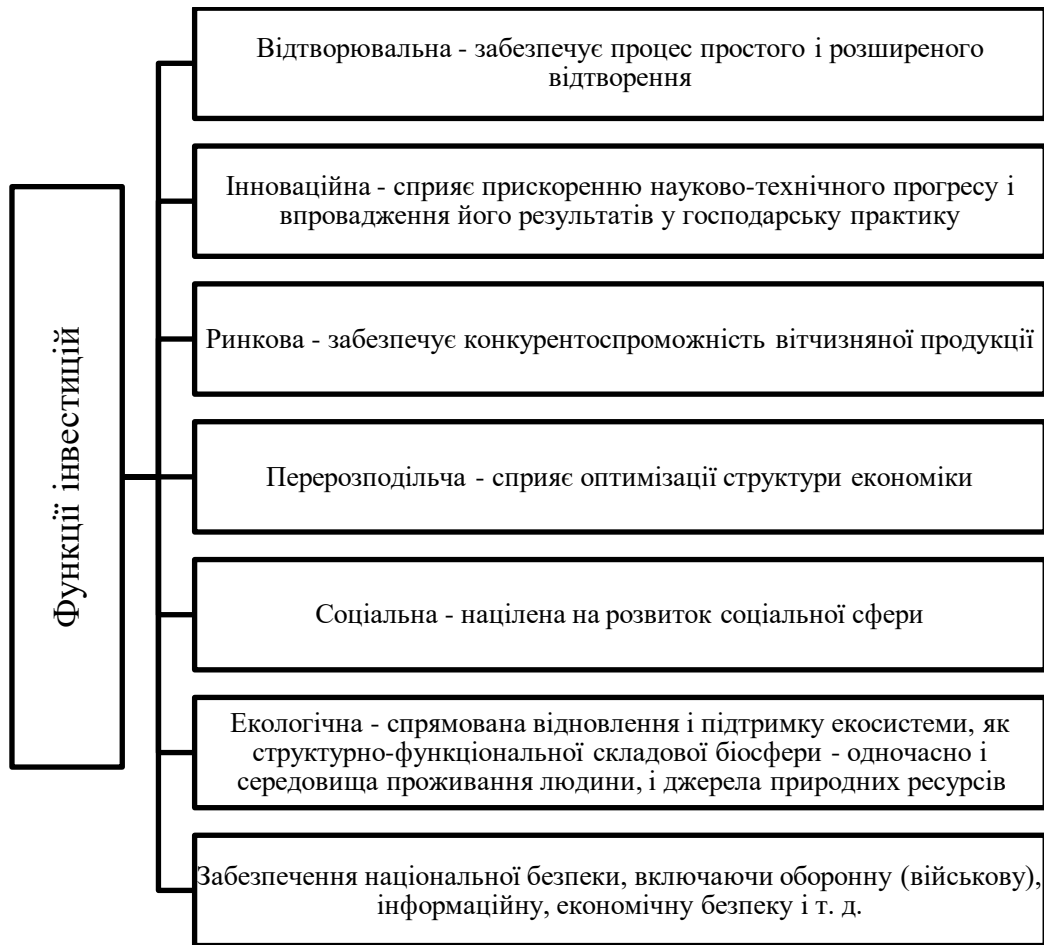 Функції інвестицій
Відтворювальна - забезпечує процес простого і розширеного
відтворення
Інноваційна - сприяє прискоренню науково-технічного прогресу і
впровадження його результатів у господарську практику
Ринкова - забезпечує конкурентоспроможність вітчизняної продукції
Перерозподільча - сприяє оптимізації структури економіки
Соціальна - націлена на розвиток соціальної сфери
Екологічна - спрямована відновлення і підтримку екосистеми, як
структурно-функціональної складової біосфери - одночасно і
середовища проживання людини, і джерела природних ресурсів
Забезпечення національної безпеки, включаючи оборонну (військову),
інформаційну, економічну безпеку і т. д.